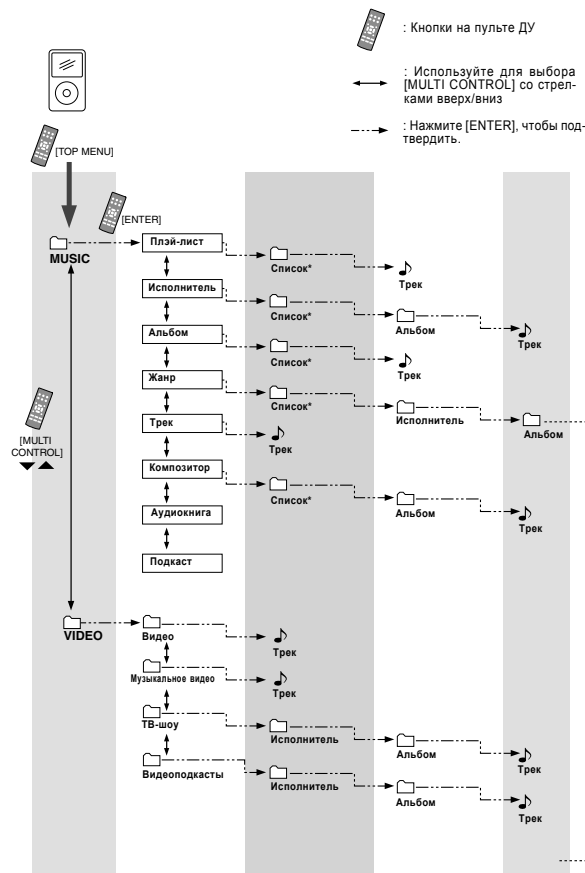 : Кнопки на пульте ДУ
: Используйте для выбора
[MULTI CONTROL] со стрел-
ками вверх/вниз
: Нажмите [ENTER], чтобы под-
твердить.
[TOP MENU]
[ENTER]
MUSIC
Плэй-лист
Список*
Трек
Исполнитель
Список*
Альбом
Трек
Альбом
Список*
Трек
Жанр
Список*
Исполнитель
Альбом
Трек
Трек
[MULTI
CONTROL]
Композитор
Список*
Альбом
Трек
Аудиокнига
Подкаст
VIDEO
Видео
Трек
Музыкальное видео
Трек
ТВ-шоу
Исполнитель
Альбом
Трек
Видеоподкасты
Исполнитель
Альбом
Трек